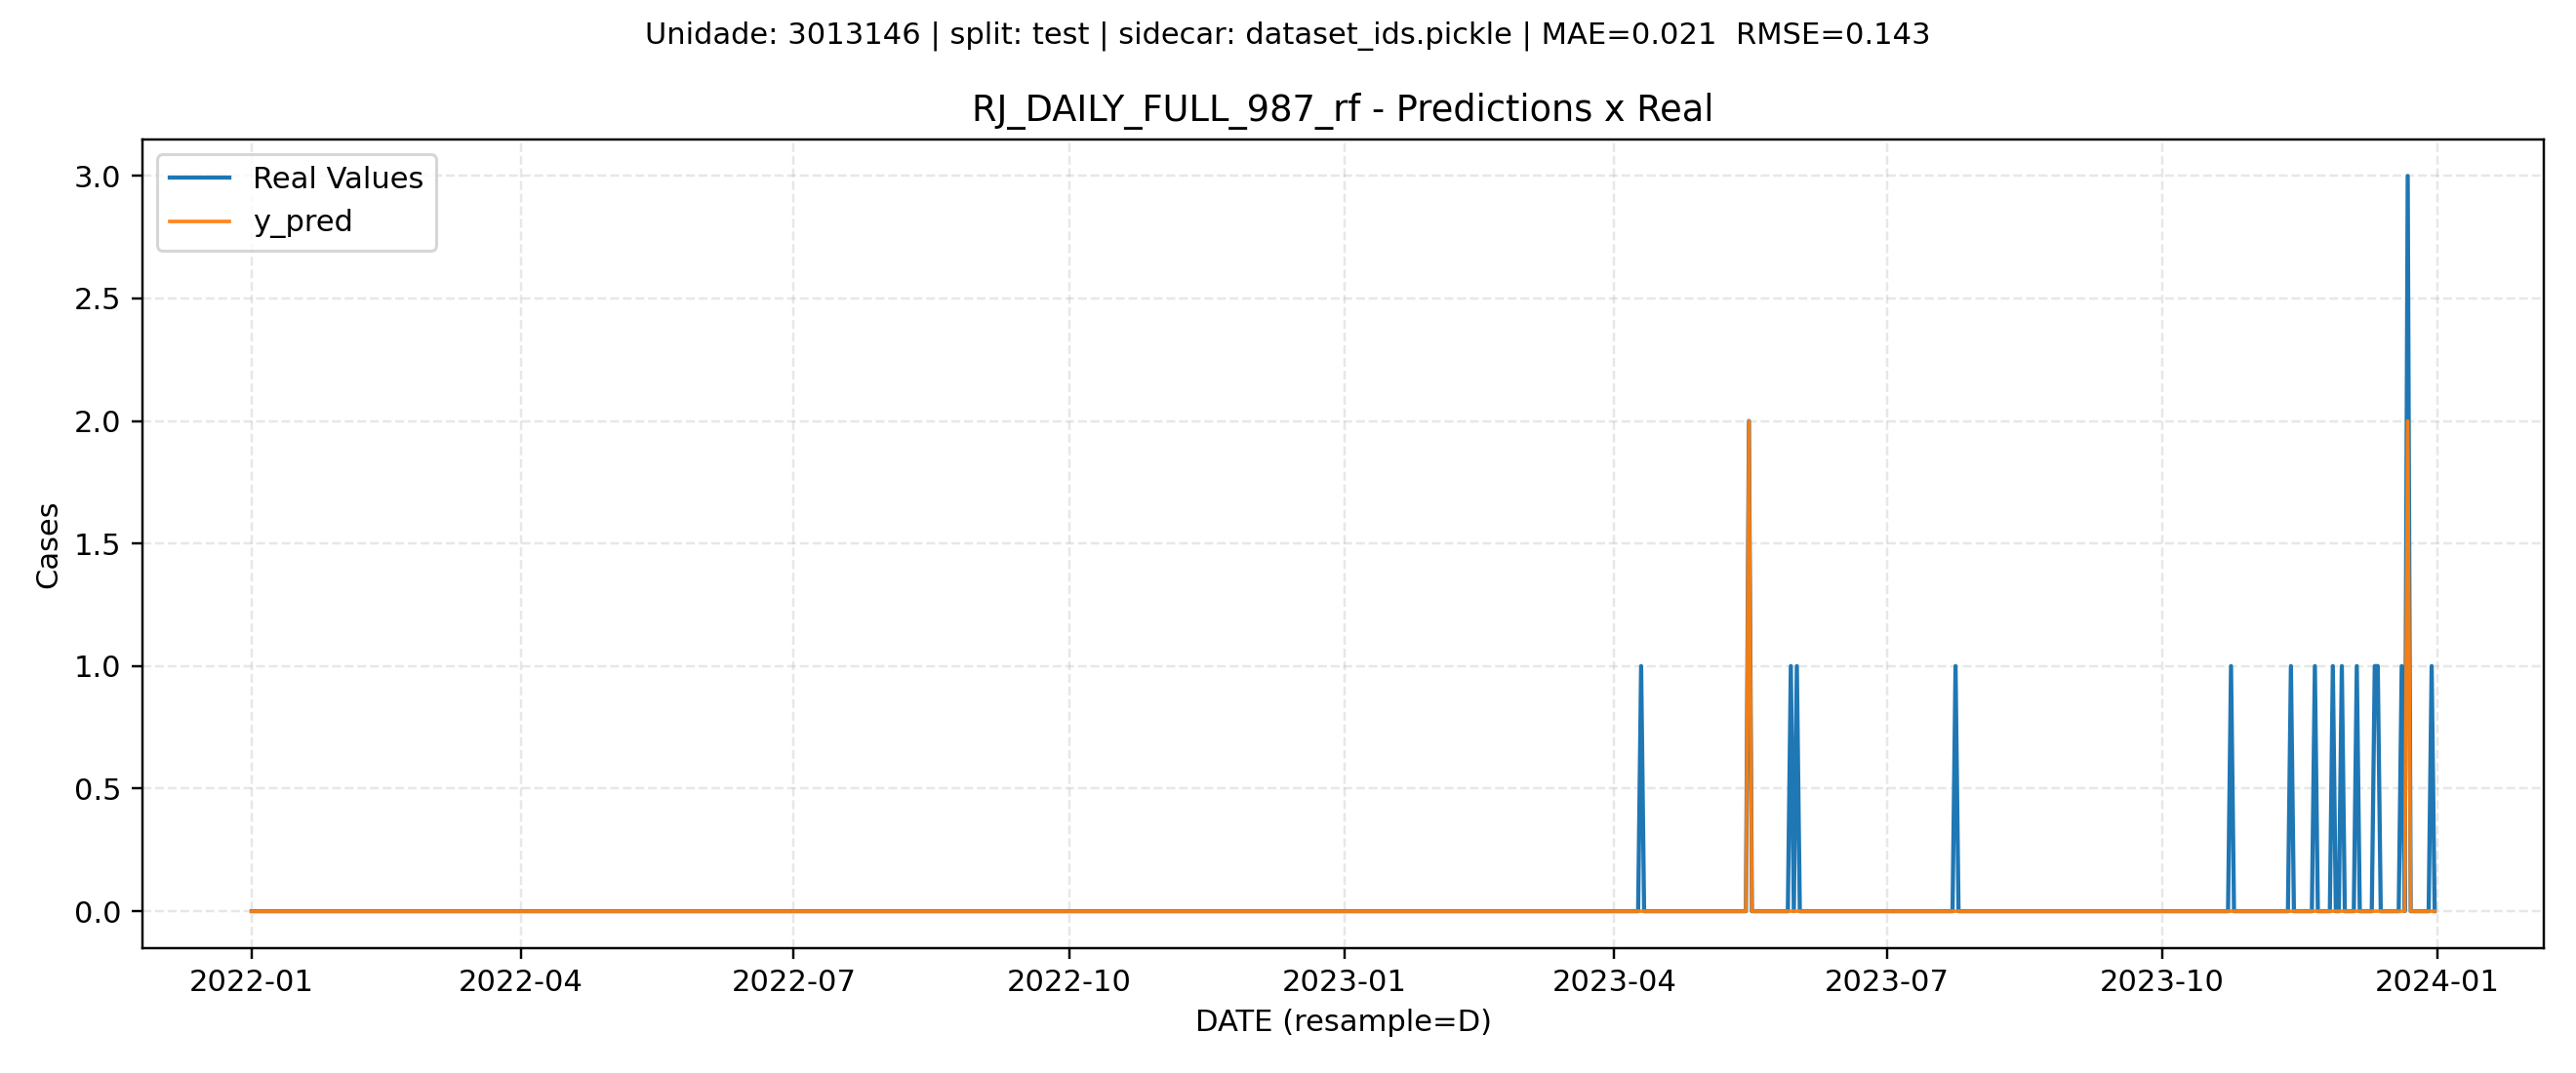 Unidade: 3013146 | split: test | sidecar: dataset_ids.pickle | MAE=0.021  RMSE=0.143
RJ_DAILY_FULL_987_rf - Predictions x Real
Real Values
y_pred
3.0
2.5
2.0
1.5
1.0
0.5
0.0
Cases
2022-01 2022-04 2022-07 2022-10 2023-01 2023-04 2023-07 2023-10 2024-01
DATE (resample=D)